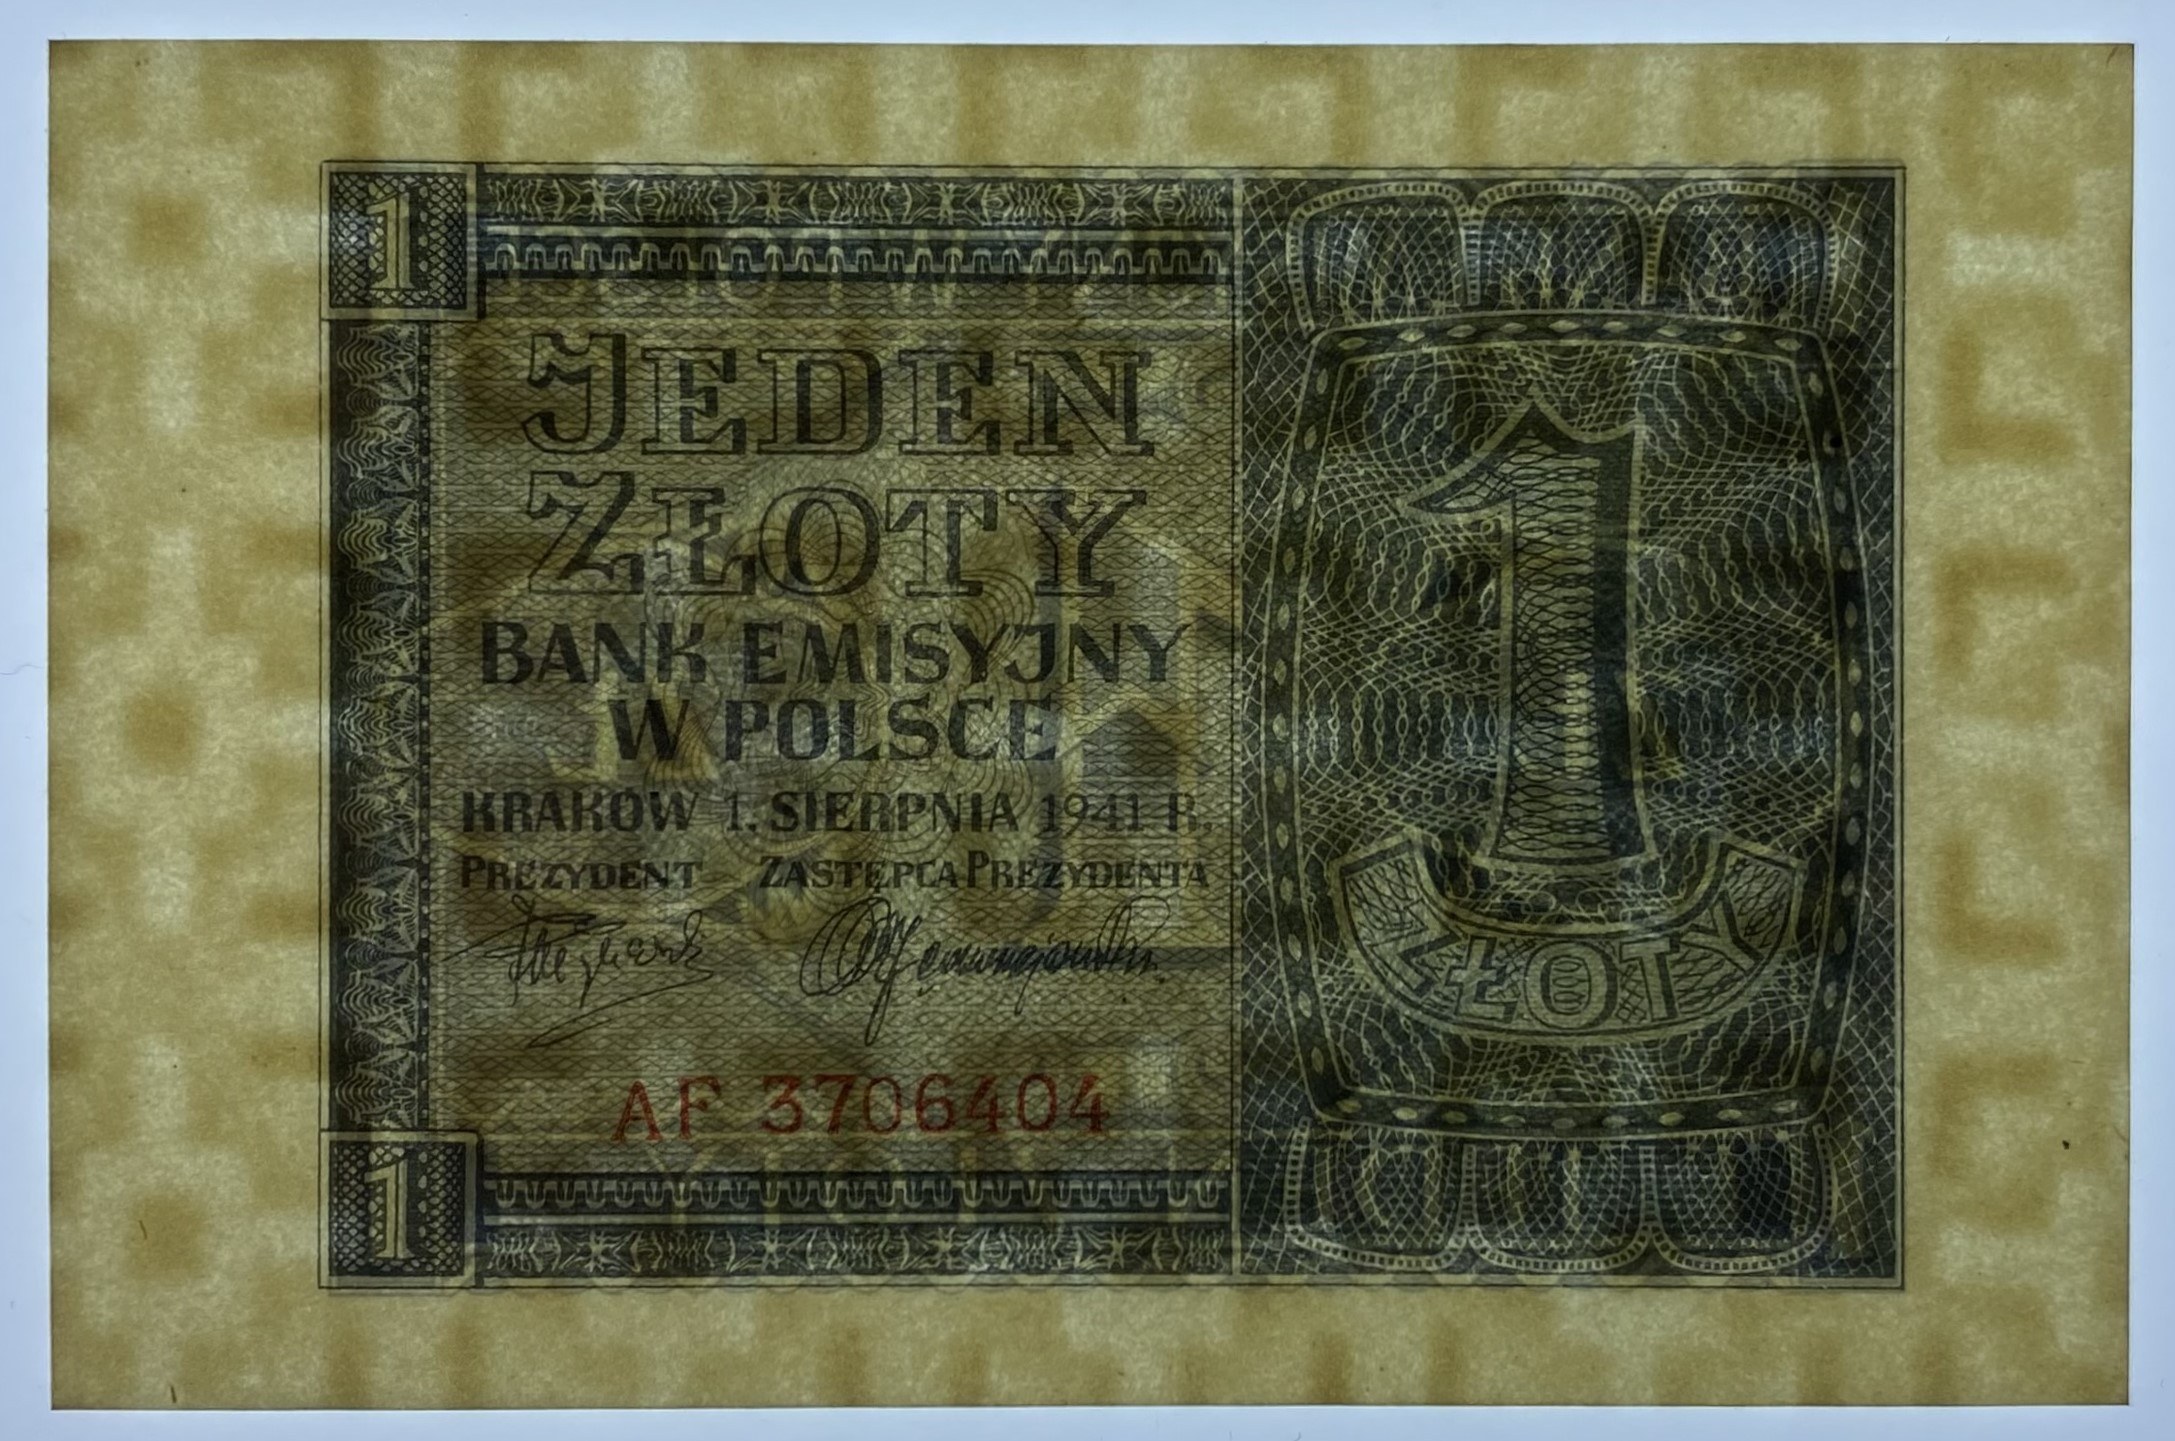 1
JEDEN
ZŁOTY
BANK EMISYJNY
W POLSCE
KRAKÓW 1. SIERPNIA 1941 R.
PREZYDENT ZASTĘPCA PREZYDENTA
AF 3706404
1
1
ZŁOTY